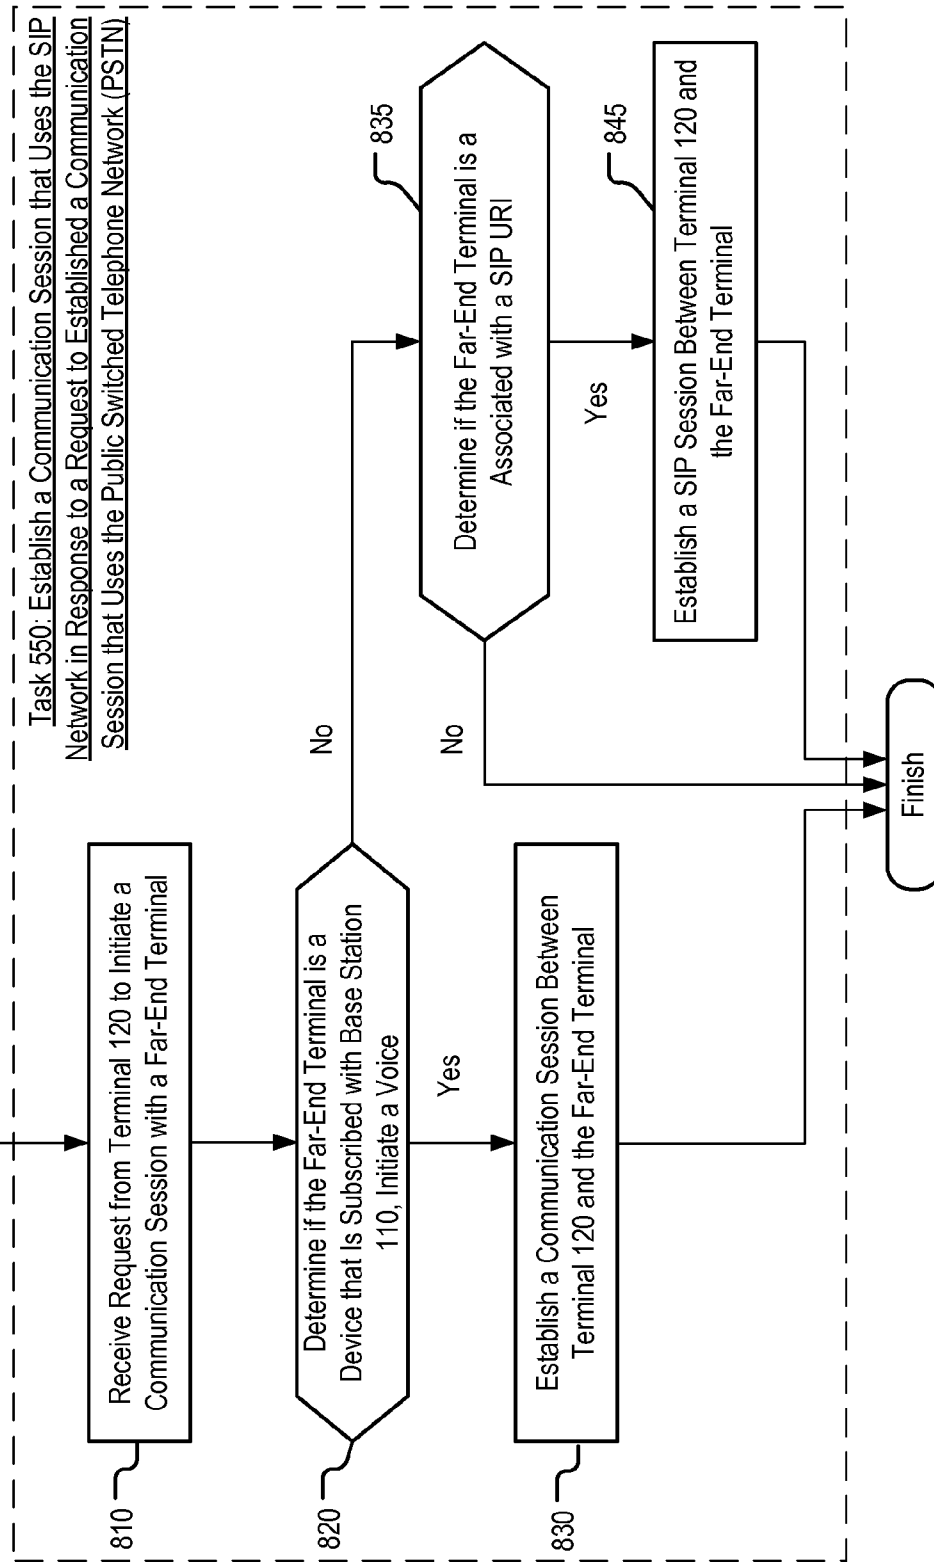 Task 550: Establish a Communication Session that Uses the SIP
Network in Response to a Request to Established a Communication
Session that Uses the Public Switched Telephone Network (PSTN)
810
Receive Request from Terminal 120 to Initiate a
Communication Session with a Far-End Terminal
820
Determine if the Far-End Terminal is a
Device that Is Subscribed with Base Station
110, Initiate a Voice
No
Yes
835
Determine if the Far-End Terminal is a
Associated with a SIP URI
No
Yes
830
Establish a Communication Session Between
Terminal 120 and the Far-End Terminal
845
Establish a SIP Session Between Terminal 120 and
the Far-End Terminal
Finish